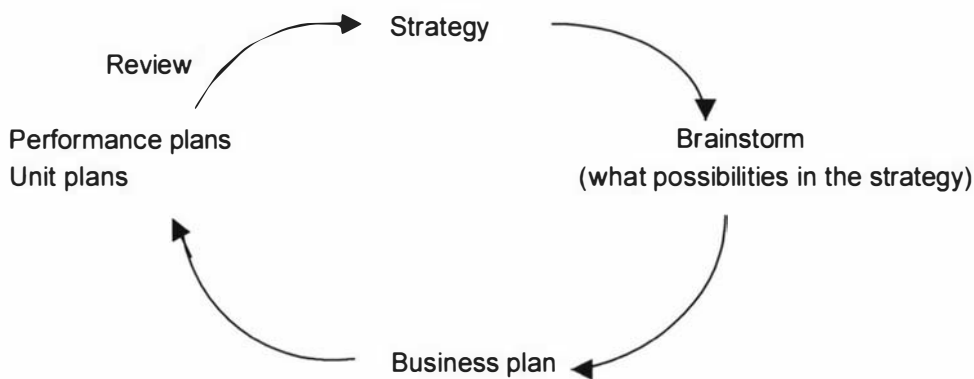 Strategy
Review
Performance plans
Unit plans
Brainstorm
(what possibilities in the strategy)
Business plan